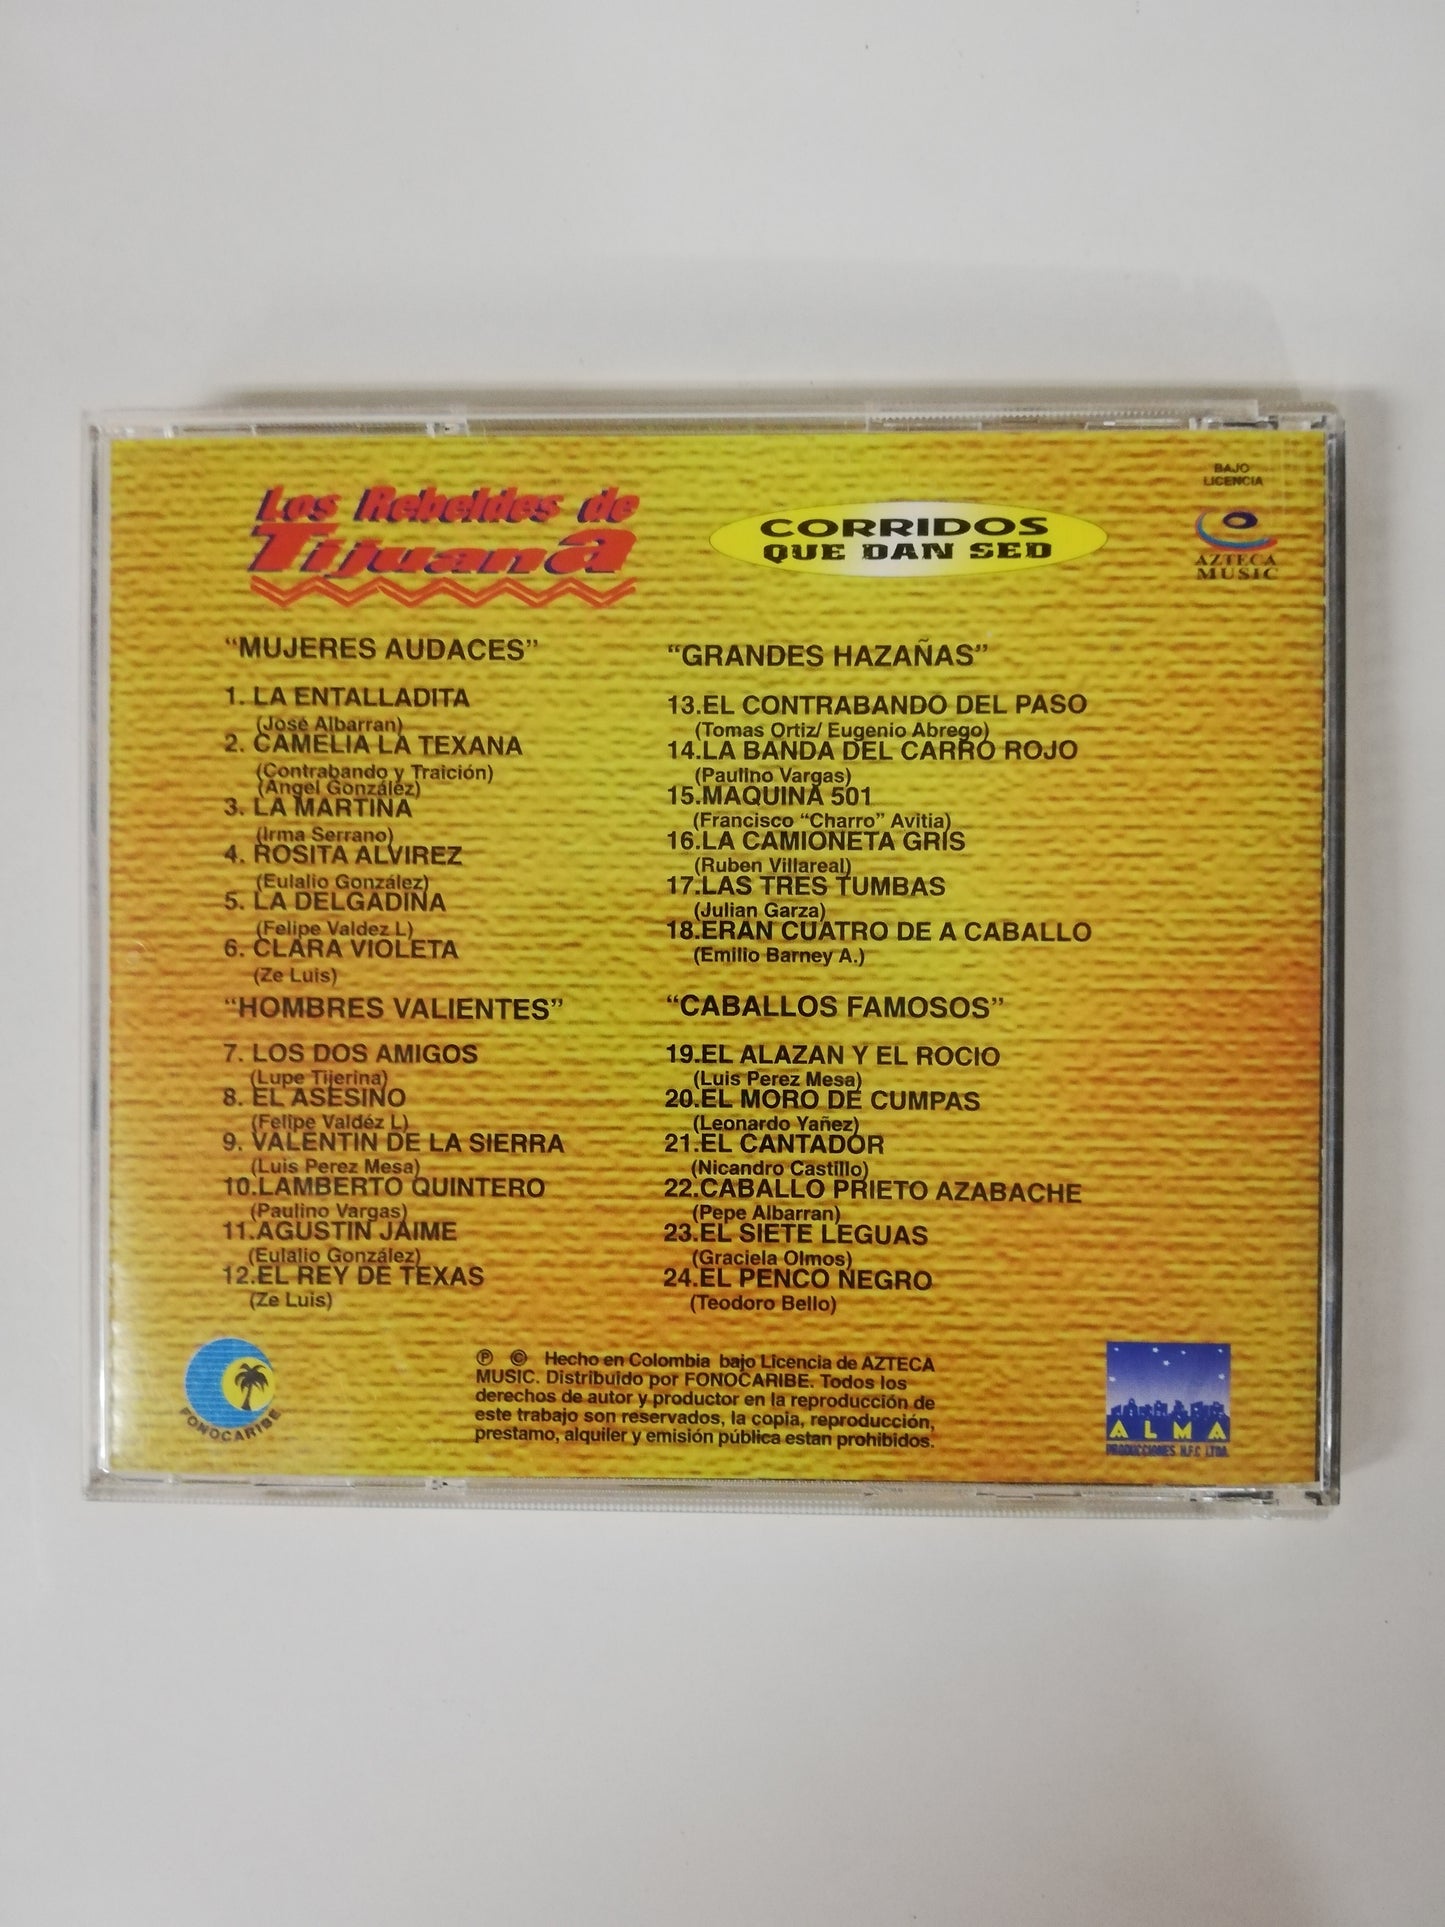 Los Rebeldes de
Tijuana
CORRIDOS
QUE DAN SED
BAJO
LICENCIA
AZTECA
MUSIC
“MUJERES AUDACES”
1. LA ENTALLADITA
(José Albarran)
2. CAMELIA LA TEXANA
(Contrabando y Traición)
(Angel González)
3. LA MARTINA
(Irma Serrano)
4. ROSITA ALVIREZ
(Eulalio González)
5. LA DELGADINA
(Felipe Valdez L)
6. CLARA VIOLETA
(Ze Luis)
“HOMBRES VALIENTES”
7. LOS DOS AMIGOS
(Lupe Tijerina)
8. EL ASESINO
(Felipe Valdéz L)
9. VALENTIN DE LA SIERRA
(Luis Perez Mesa)
10.LAMBERTO QUINTERO
(Paulino Vargas)
11.AGUSTIN JAIME
(Eulalio González)
12.EL REY DE TEXAS
(Ze Luis)
“GRANDES HAZAÑAS”
13.EL CONTRABANDO DEL PASO
(Tomas Ortiz/ Eugenio Abrego)
14.LA BANDA DEL CARRO ROJO
(Paulino Vargas)
15.MAQUINA 501
(Francisco “Charro” Avitia)
16.LA CAMIONETA GRIS
(Ruben Villareal)
17.LAS TRES TUMBAS
(Julian Garza)
18.ERAN CUATRO DE A CABALLO
(Emilio Barney A.)
“CABALLOS FAMOSOS”
19.EL ALAZAN Y EL ROCIO
(Luis Perez Mesa)
20.EL MORO DE CUMPAS
(Leonardo Yañez)
21.EL CANTADOR
(Nicandro Castillo)
22.CABALLO PRIETO AZABACHE
(Pepe Albarran)
23.EL SIETE LEGUAS
(Graciela Olmos)
24.EL PENCO NEGRO
(Teodoro Bello)
FONOCARIBE
Ⓟ © Hecho en Colombia bajo Licencia de AZTECA
MUSIC. Distribuido por FONOCARIBE. Todos los
derechos de autor y productor en la reproducción de
este trabajo son reservados, la copia, reproducción,
prestamo, alquiler y emisión pública estan prohibidos.
ALMA
PRODUCCIONES N.F.C LTDA.